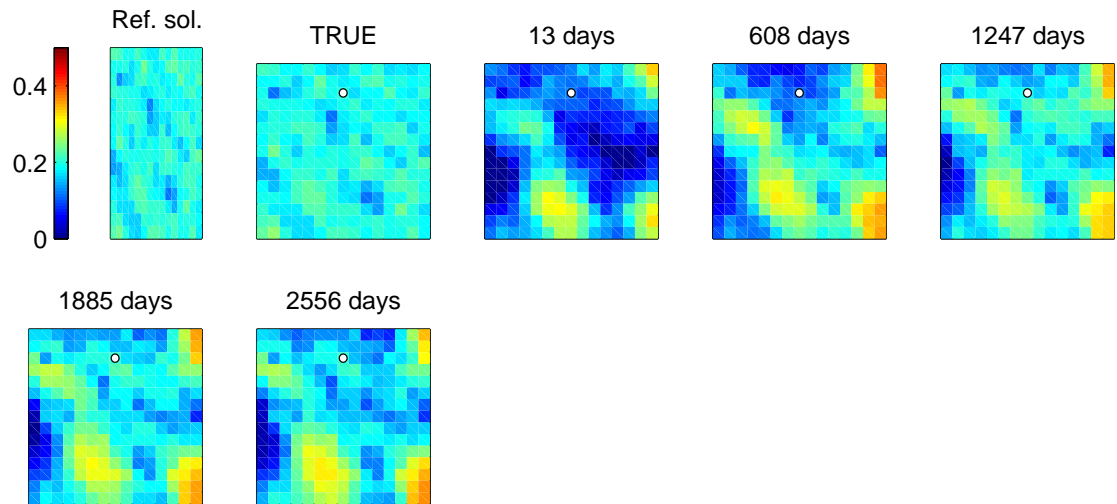 Ref. sol.
TRUE
13 days
608 days
1247 days
0.4
0.2
0
1885 days
2556 days